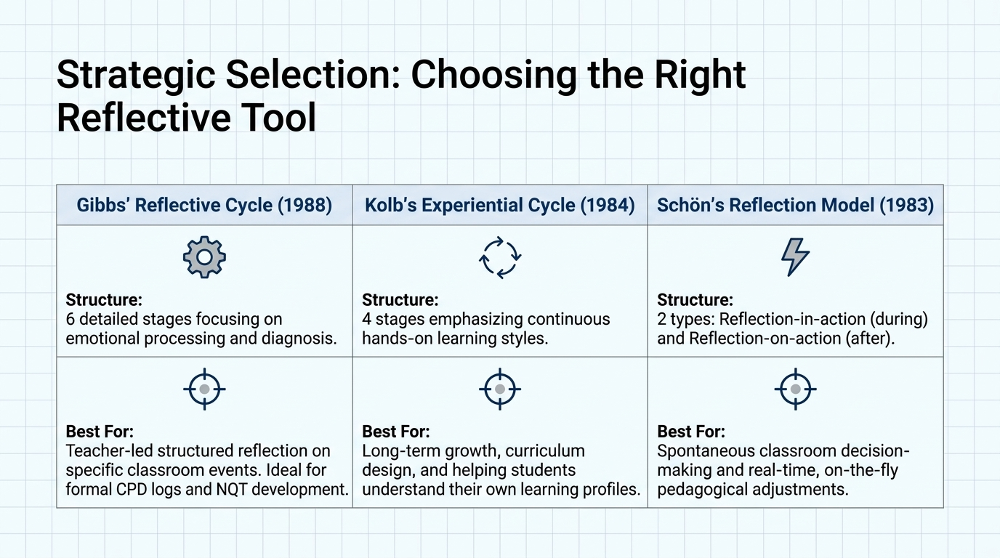 Strategic Selection: Choosing the Right
Reflective Tool
Gibbs’ Reflective Cycle (1988)
Kolb’s Experiential Cycle (1984)
Schön’s Reflection Model (1983)
Structure:
6 detailed stages focusing on
emotional processing and diagnosis.
Structure:
4 stages emphasizing continuous
hands-on learning styles.
Structure:
2 types: Reflection-in-action (during)
and Reflection-on-action (after).
Best For:
Teacher-led structured reflection on
specific classroom events. Ideal for
formal CPD logs and NQT development.
Best For:
Long-term growth, curriculum
design, and helping students
understand their own learning profiles.
Best For:
Spontaneous classroom decision-
making and real-time, on-the-fly
pedagogical adjustments.